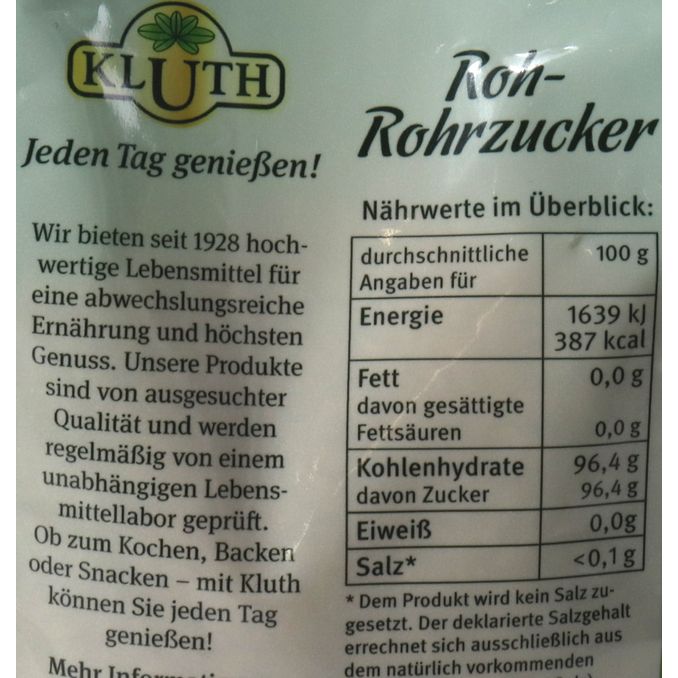 KLUTH
Jeden Tag genießen!
Wir bieten seit 1928 hoch-
wertige Lebensmittel für
eine abwechslungsreiche
Ernährung und höchsten
Genuss. Unsere Produkte
sind von ausgesuchter
Qualität und werden
regelmäßig von einem
unabhängigen Lebens-
mittellabor geprüft.
Ob zum Kochen, Backen
oder Snacken – mit Kluth
können Sie jeden Tag
genießen!
Mehr
Roh-
Rohrzucker
Nährwerte im Überblick:
durchschnittliche 100 g
Angaben für
Energie 1639 kJ
387 kcal
Fett 0,0 g
davon gesättigte
Fettsäuren 0,0 g
Kohlenhydrate 96,4 g
davon Zucker 96,4 g
Eiweiß 0,0g
Salz* <0,1 g
* Dem Produkt wird kein Salz zu-
gesetzt. Der deklarierte Salzgehalt
errechnet sich ausschließlich aus
dem natürlich vorkommenden